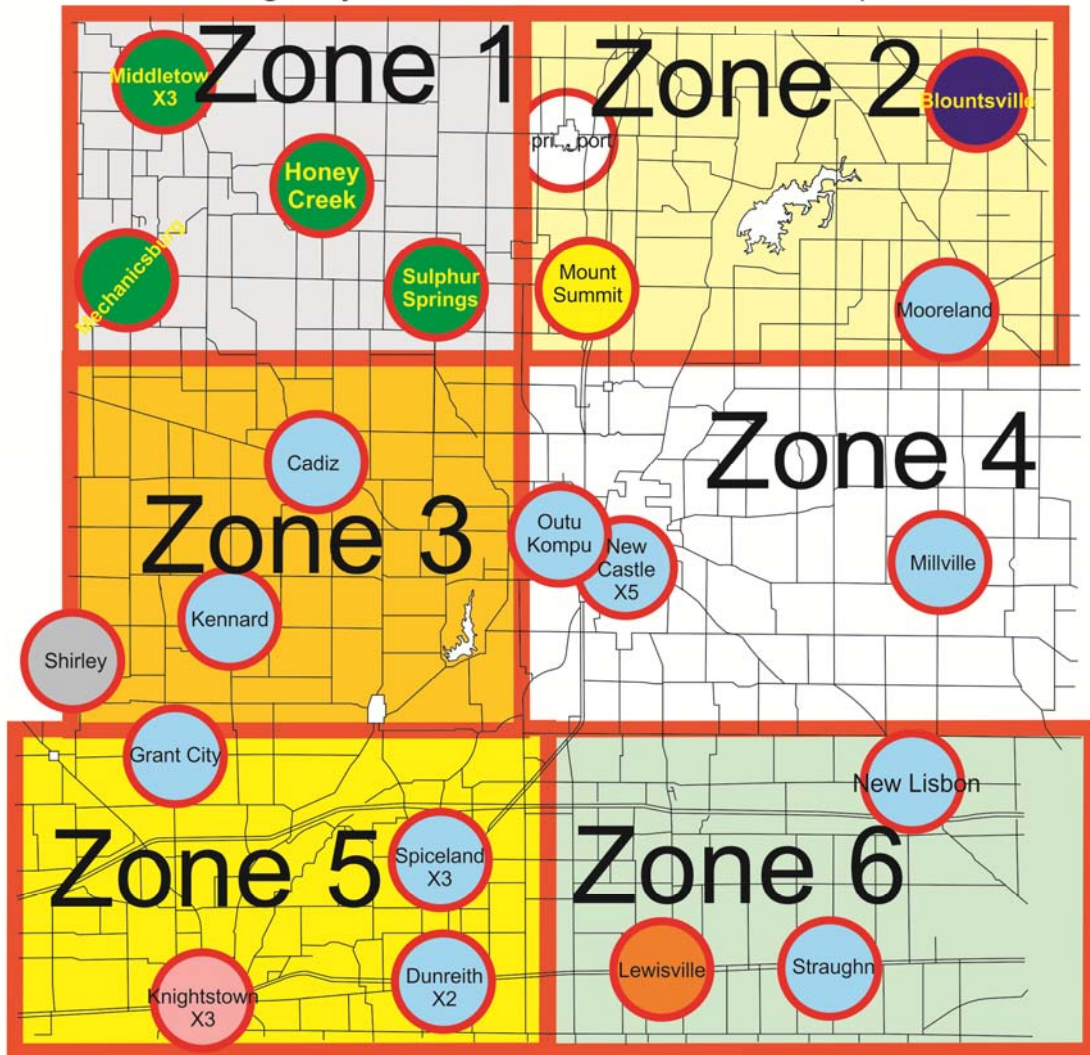 Zone 1
Middletow
X3
Honey
Creek
Mechanicsburg
Sulphur
Springs
Zone 2
Blountsville
Mount
Summit
Mooreland
Zone 3
Cadiz
Kennard
Shirley
Zone 4
Outu
Kompu
New
Castle
X5
Millville
Zone 5
Grant City
Spiceland
X3
Dunreith
X2
Knightstown
X3
Zone 6
New Lisbon
Lewisville
Straughn